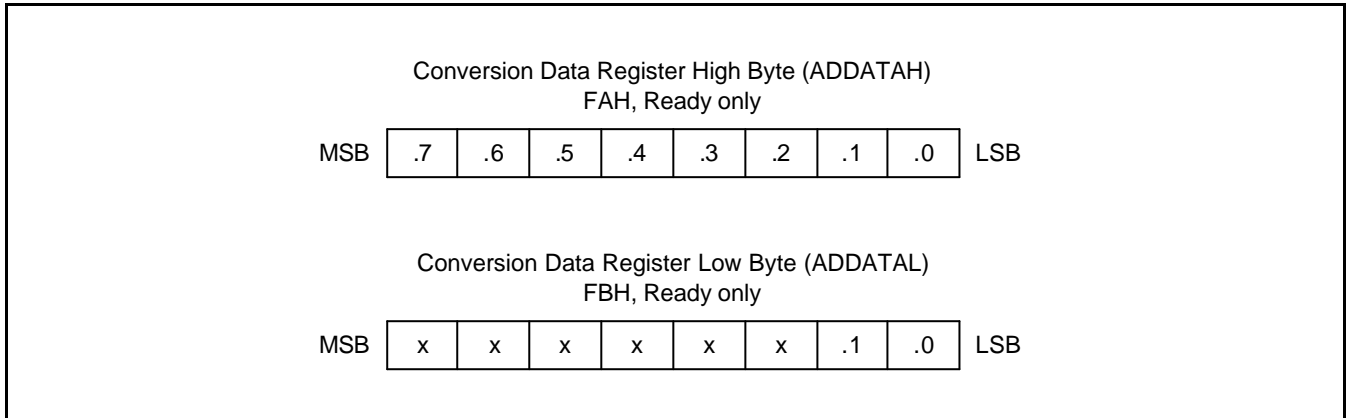 Conversion Data Register High Byte (ADDATAH)
FAH, Ready only
MSB .7 .6 .5 .4 .3 .2 .1 .0 LSB
Conversion Data Register Low Byte (ADDATAL)
FBH, Ready only
MSB x x x x x x .1 .0 LSB